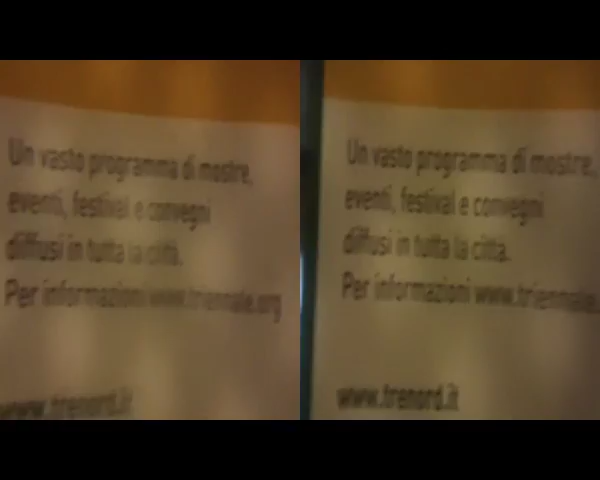 Un vasto programma di mostre,
eventi, festival e convegni
diffusi in tutta la città.
Per informazioni www.triennale.org
www.trenord.it
Un vasto programma di mostre,
eventi, festival e convegni
diffusi in tutta la città.
Per informazioni www.triennale.
www.trenord.it